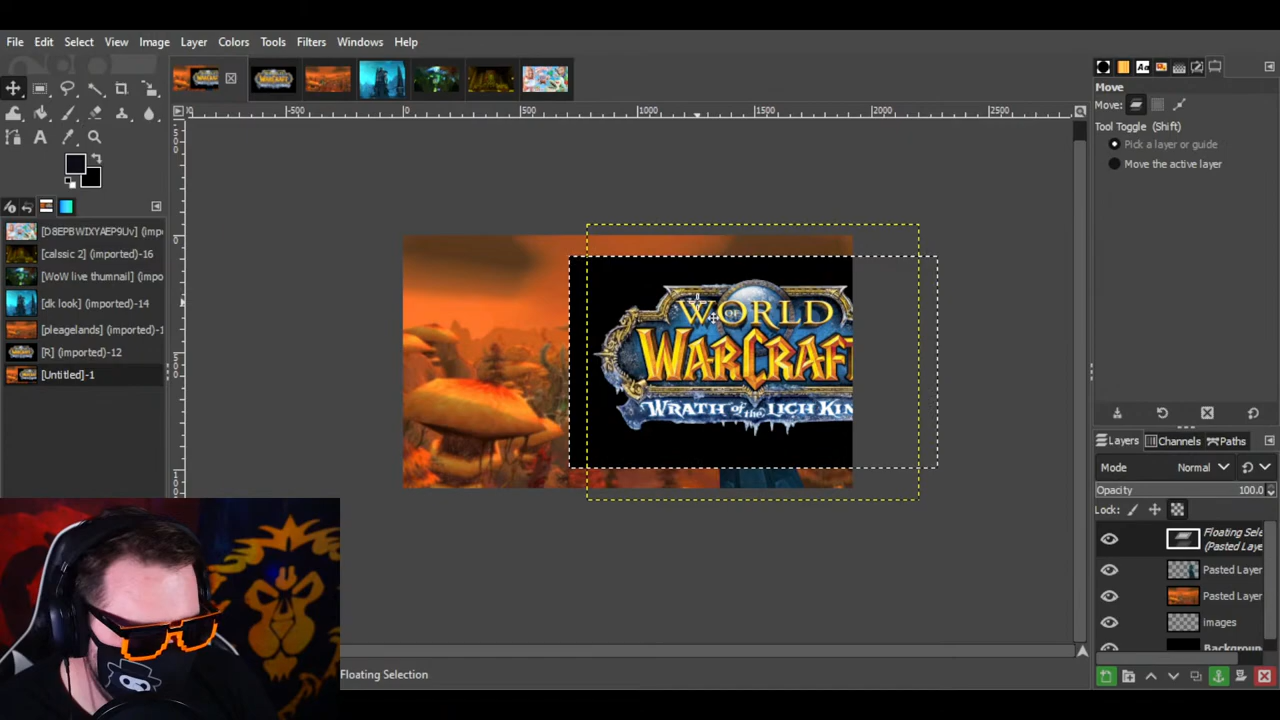 File Edit Select View Image Layer Colors Tools Filters Windows Help
-500 0 500 1000 1500 2000 2500
Move
Move:
Tool Toggle (Shift)
Pick a layer or guide
Move the active layer
[D8EPBWIXYAEP9Uv] (impo
[calssic 2] (imported)-16
[WoW live thumnail] (impo
[dk look] (imported)-14
[pleagelands] (imported)-1
[R] (imported)-12
[Untitled]-1
WORLD
OF
WARCRAFT
WRATH of the LICH KIN
Layers Channels Paths
Mode Normal
Opacity 100.0
Lock:
Floating Sele
(Pasted Laye
Pasted Layer
Pasted Layer
images
Background
Floating Selection